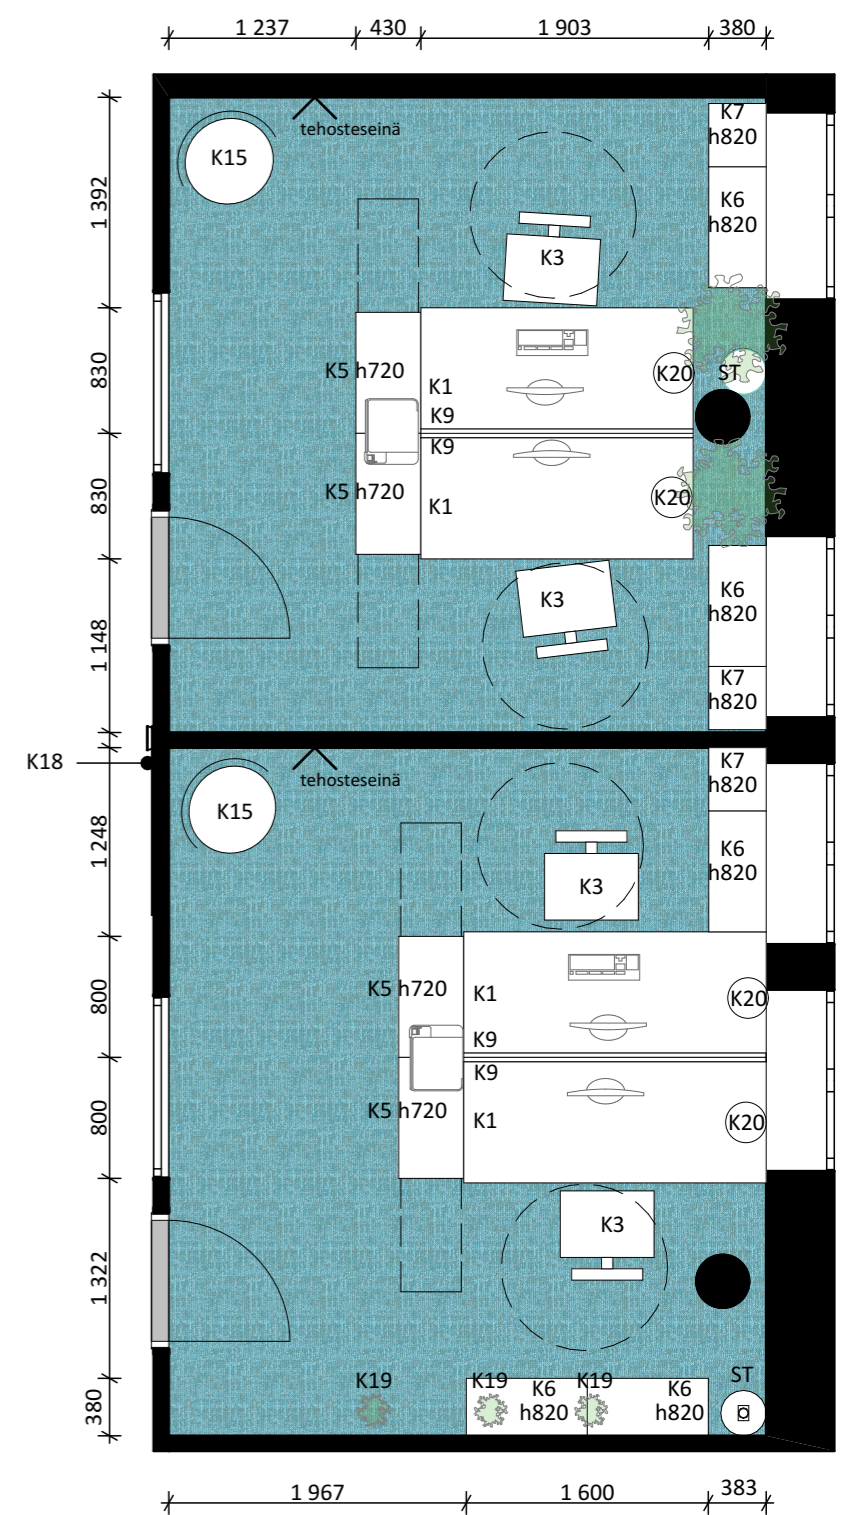 1 237
430
1 903
380
tehosteseinä
K15
K7
h820
K6
h820
K3
1 392
830
K5 h720
K1
K9
K20
ST
K9
830
K5 h720
K1
K20
K3
K6
h820
K7
h820
1 148
K18
tehosteseinä
K15
K7
h820
K6
h820
K3
1 248
800
K5 h720
K1
K9
K20
K9
800
K5 h720
K1
K20
K3
1 322
380
K19
K19
K6
h820
K19
K6
h820
ST
1 967
1 600
383